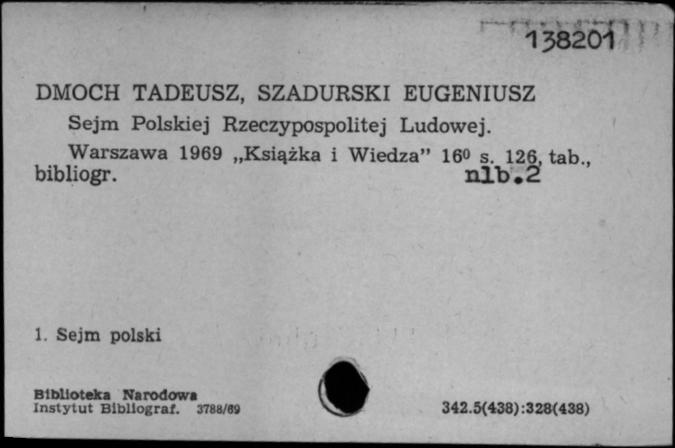 138201
DMOCH TADEUSZ, SZADURSKI EUGENIUSZ
Sejm Polskiej Rzeczypospolitej Ludowej.
Warszawa 1969 „Książka i Wiedza” 16º s. 126, tab.,
bibliogr. nlb.2
1. Sejm polski
Biblioteka Narodowa
Instytut Bibliograf. 3788/69 342.5(438):328(438)